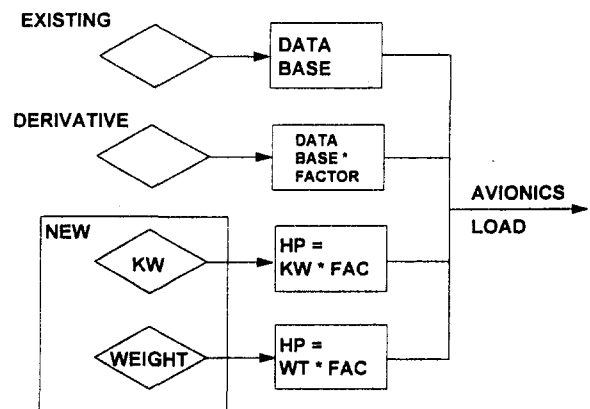 EXISTING
DATA
BASE
DERIVATIVE
DATA
BASE *
FACTOR
AVIONICS
LOAD
NEW
KW
HP =
KW * FAC
WEIGHT
HP =
WT * FAC